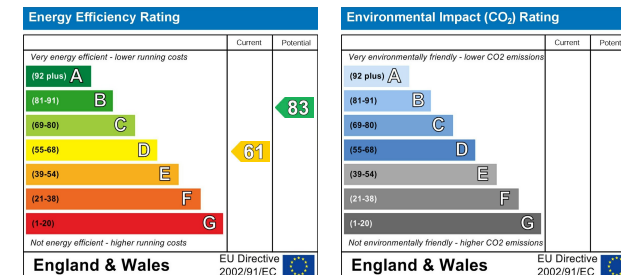 Energy Efficiency Rating
Current Potential
Very energy efficient - lower running costs
(92 plus) A
(81-91) B
83
(69-80) C
(55-68) D
61
(39-54) E
(21-38) F
(1-20) G
Not energy efficient - higher running costs
England & Wales
EU Directive
2002/91/EC
Environmental Impact (CO₂) Rating
Current Potent
Very environmentally friendly - lower CO2 emissions
(92 plus) A
(81-91) B
(69-80) C
(55-68) D
(39-54) E
(21-38) F
(1-20) G
Not environmentally friendly - higher CO2 emissions
England & Wales
EU Directive
2002/91/EC